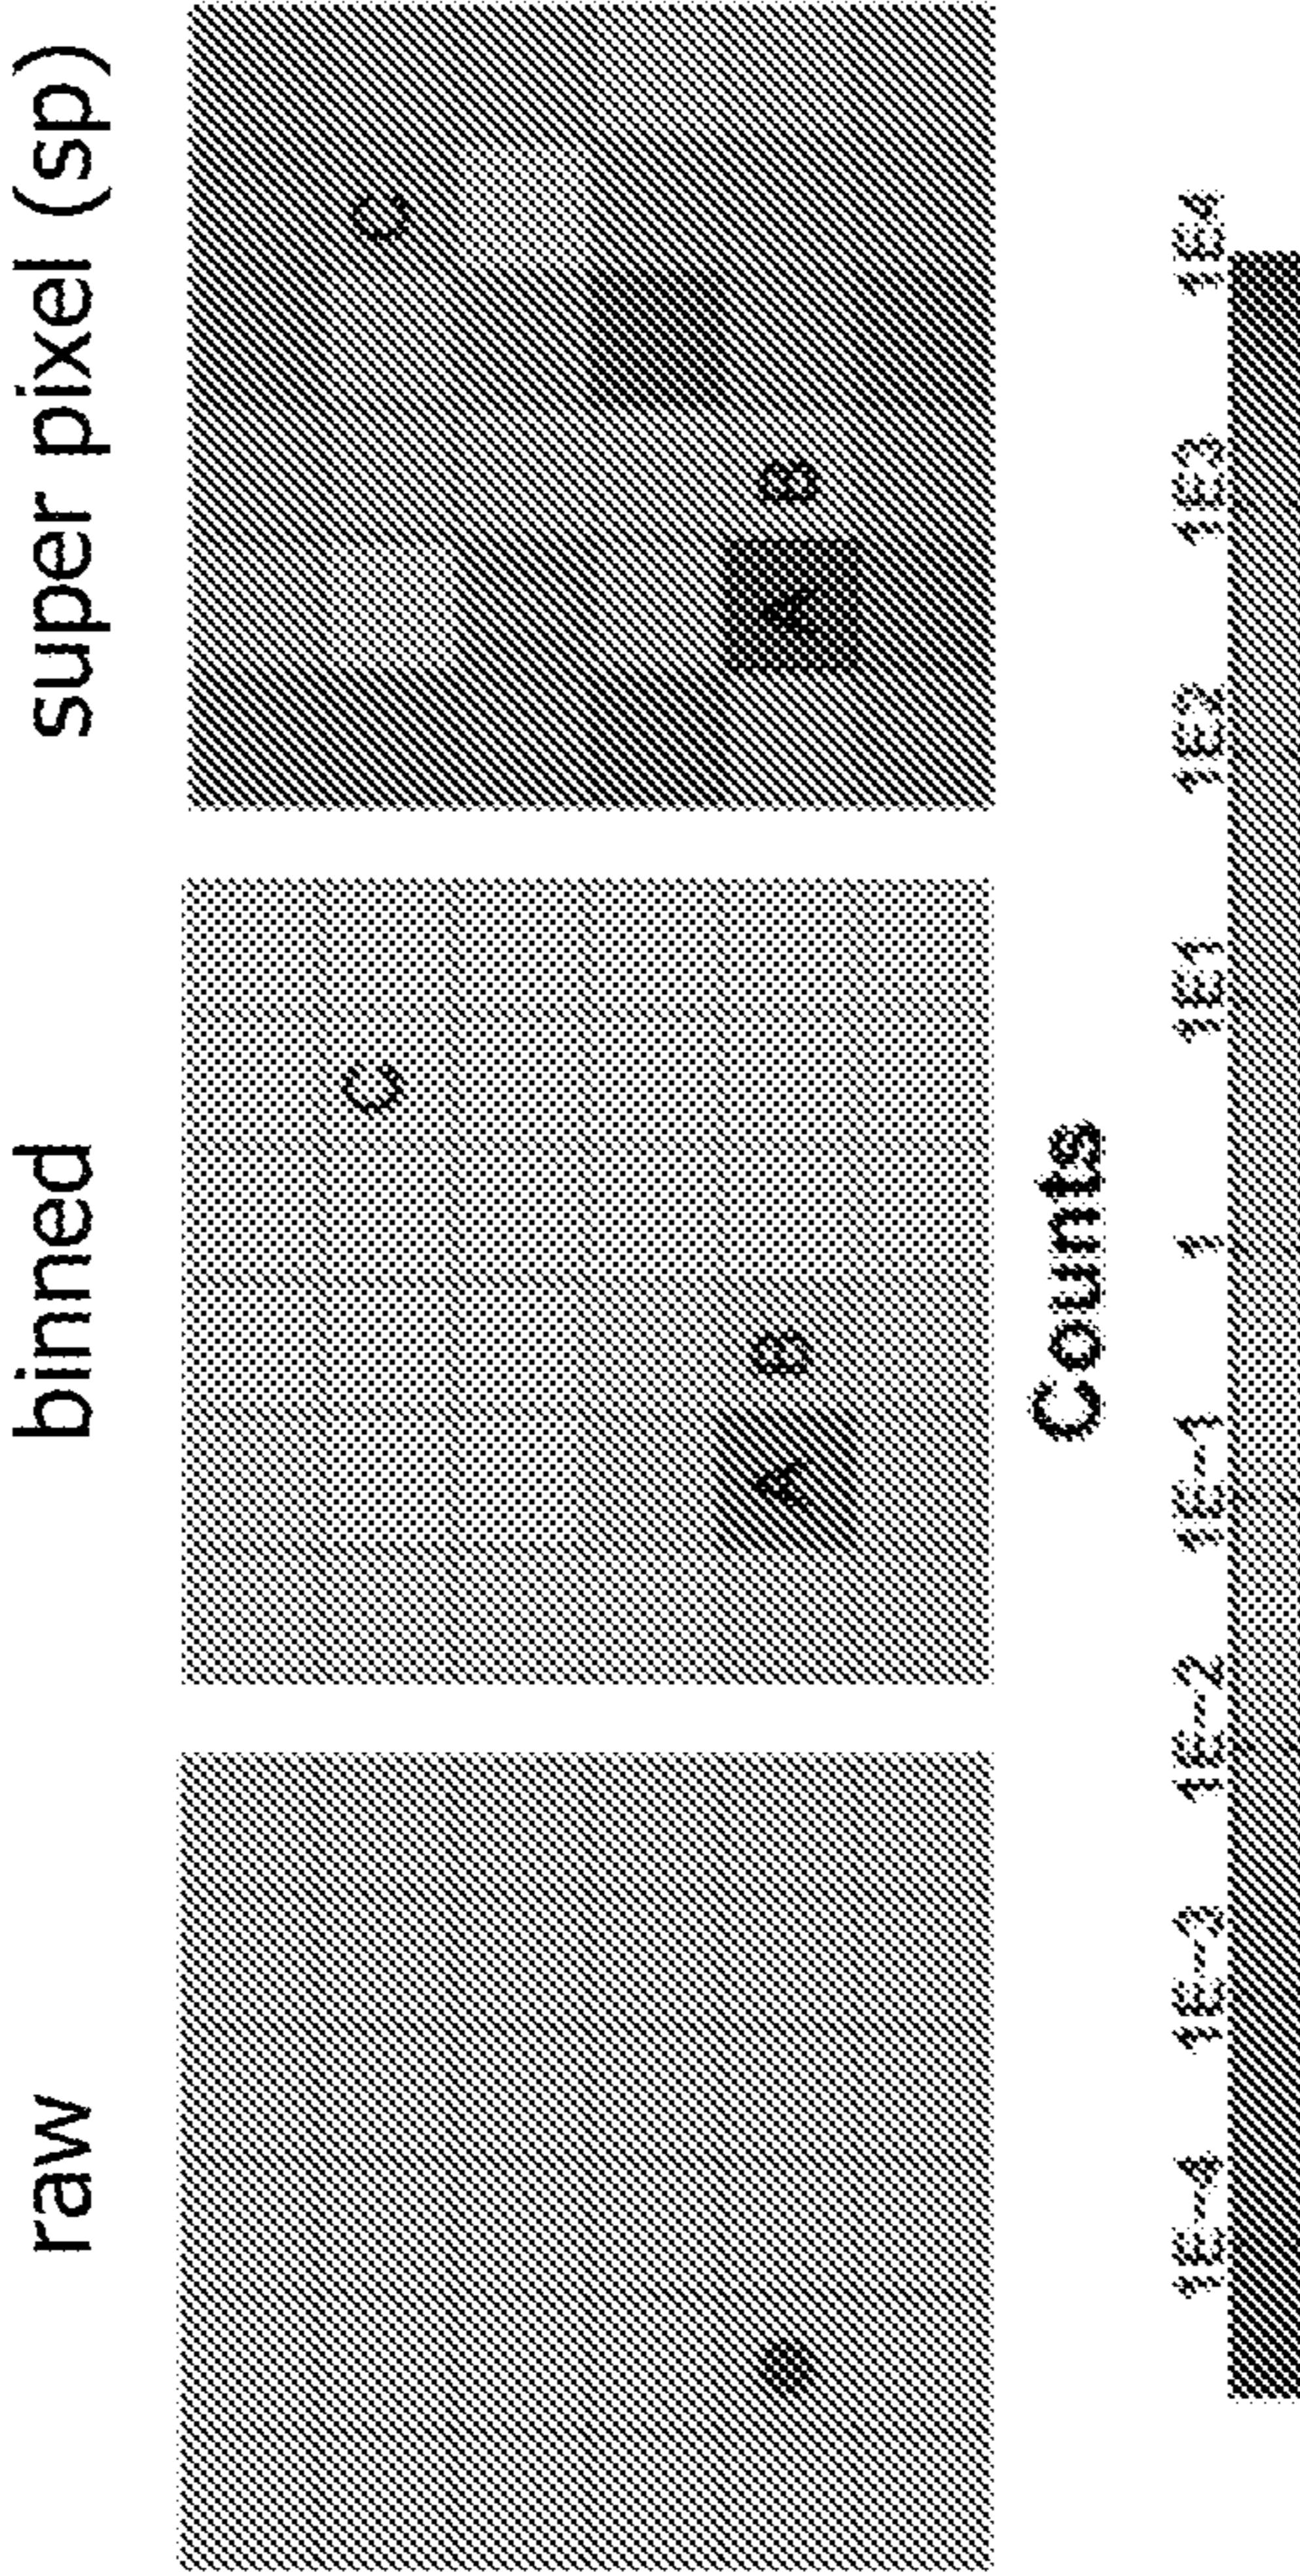 raw binned super pixel (sp)
C C
A B A B
Counts
1E-4 1E-3 1E-2 1E-1 1 1E1 1E2 1E3 1E4